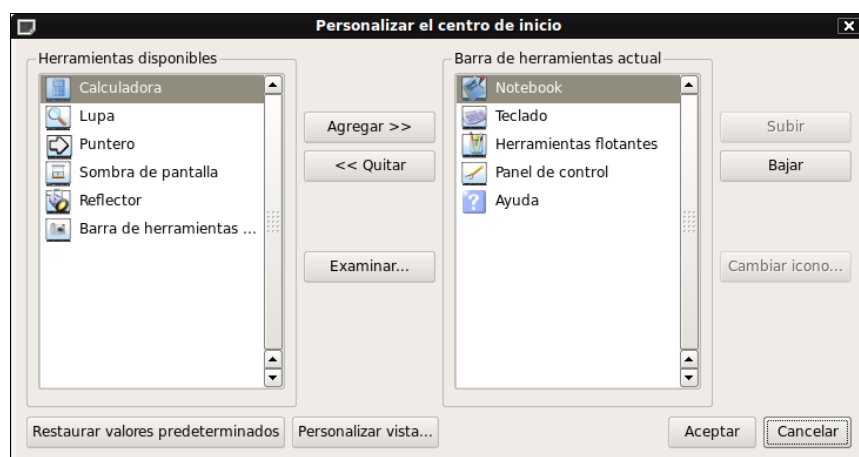 Personalizar el centro de inicio
Herramientas disponibles
Calculadora
Lupa
Puntero
Sombra de pantalla
Reflector
Barra de herramientas ...
Agregar >>
<< Quitar
Examinar...
Barra de herramientas actual
Notebook
Teclado
Herramientas flotantes
Panel de control
Ayuda
Subir
Bajar
Cambiar icono...
Restaurar valores predeterminados
Personalizar vista...
Aceptar
Cancelar